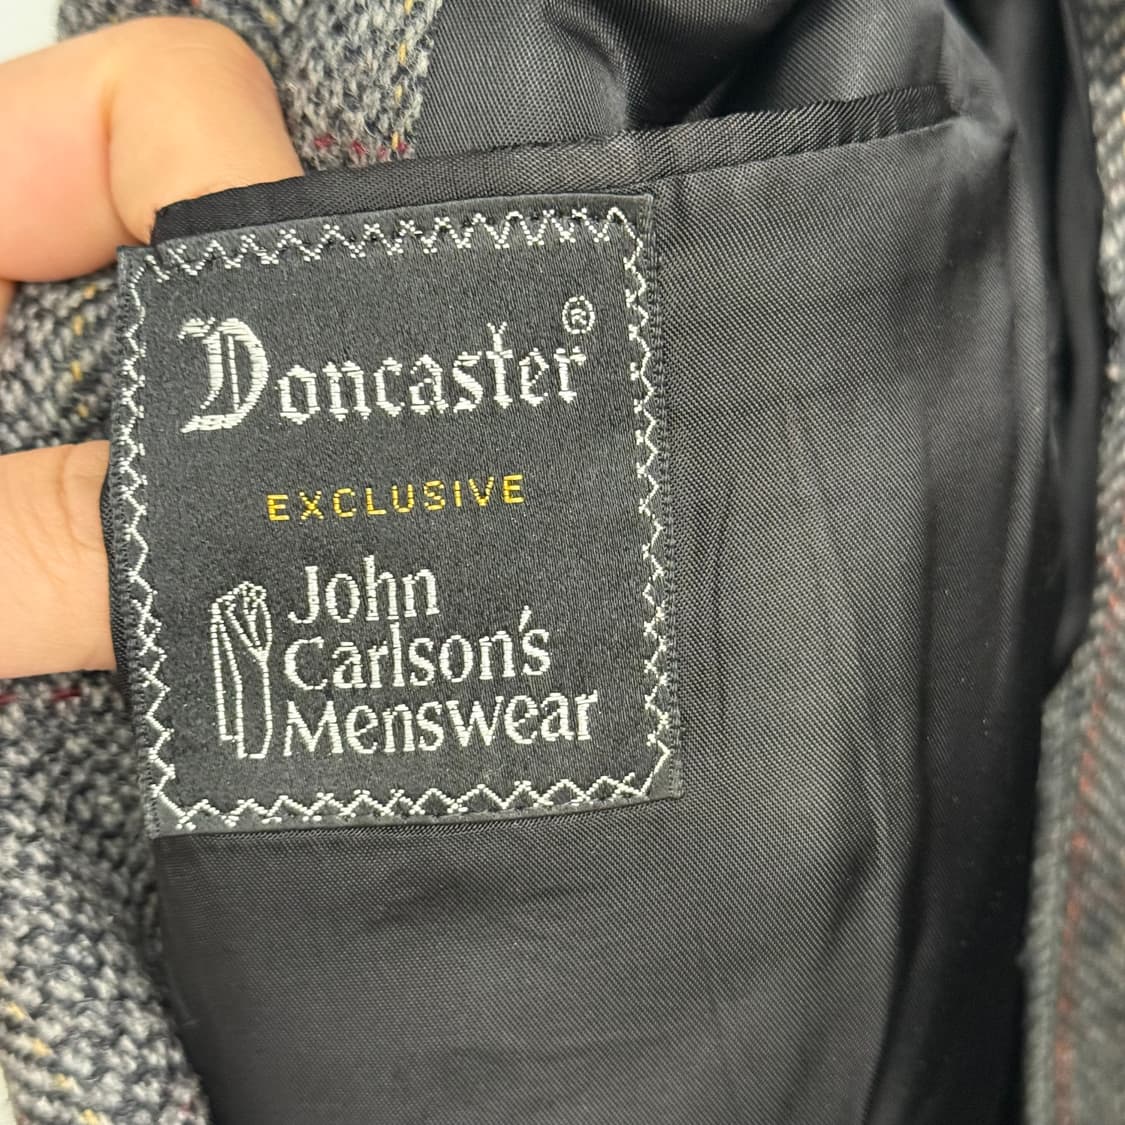 Doncaster®
EXCLUSIVE
John
Carlson's
Menswear